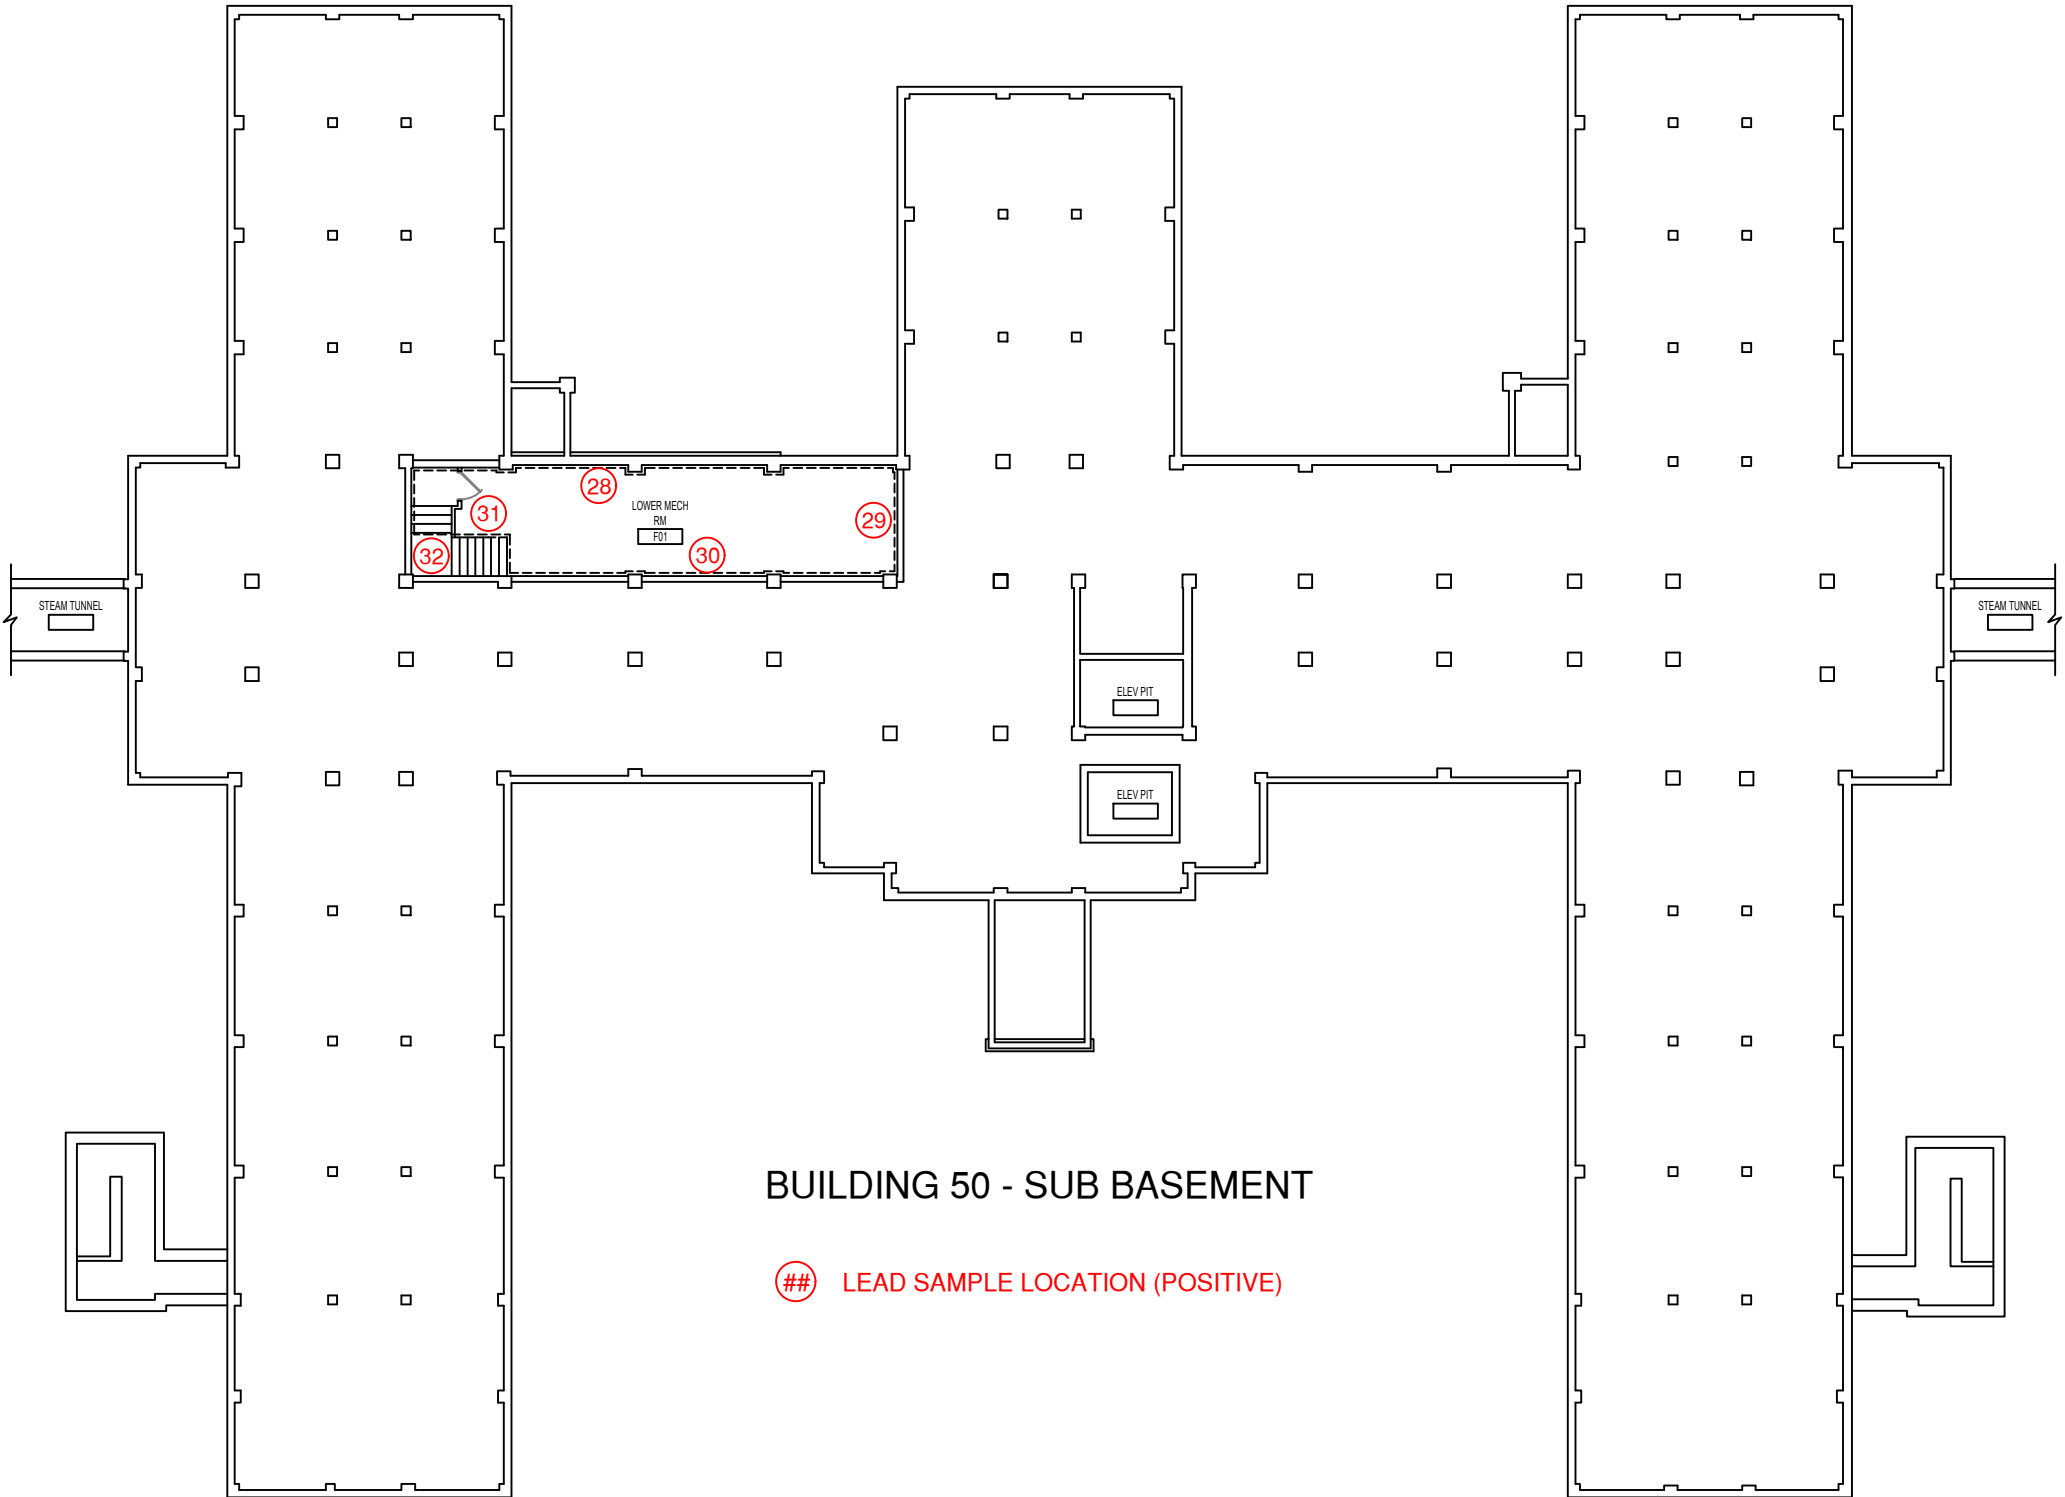 28
31
LOWER MECH
RM
F01
29
32
30
STEAM TUNNEL
STEAM TUNNEL
ELEV PIT
ELEV PIT
BUILDING 50 - SUB BASEMENT
## LEAD SAMPLE LOCATION (POSITIVE)